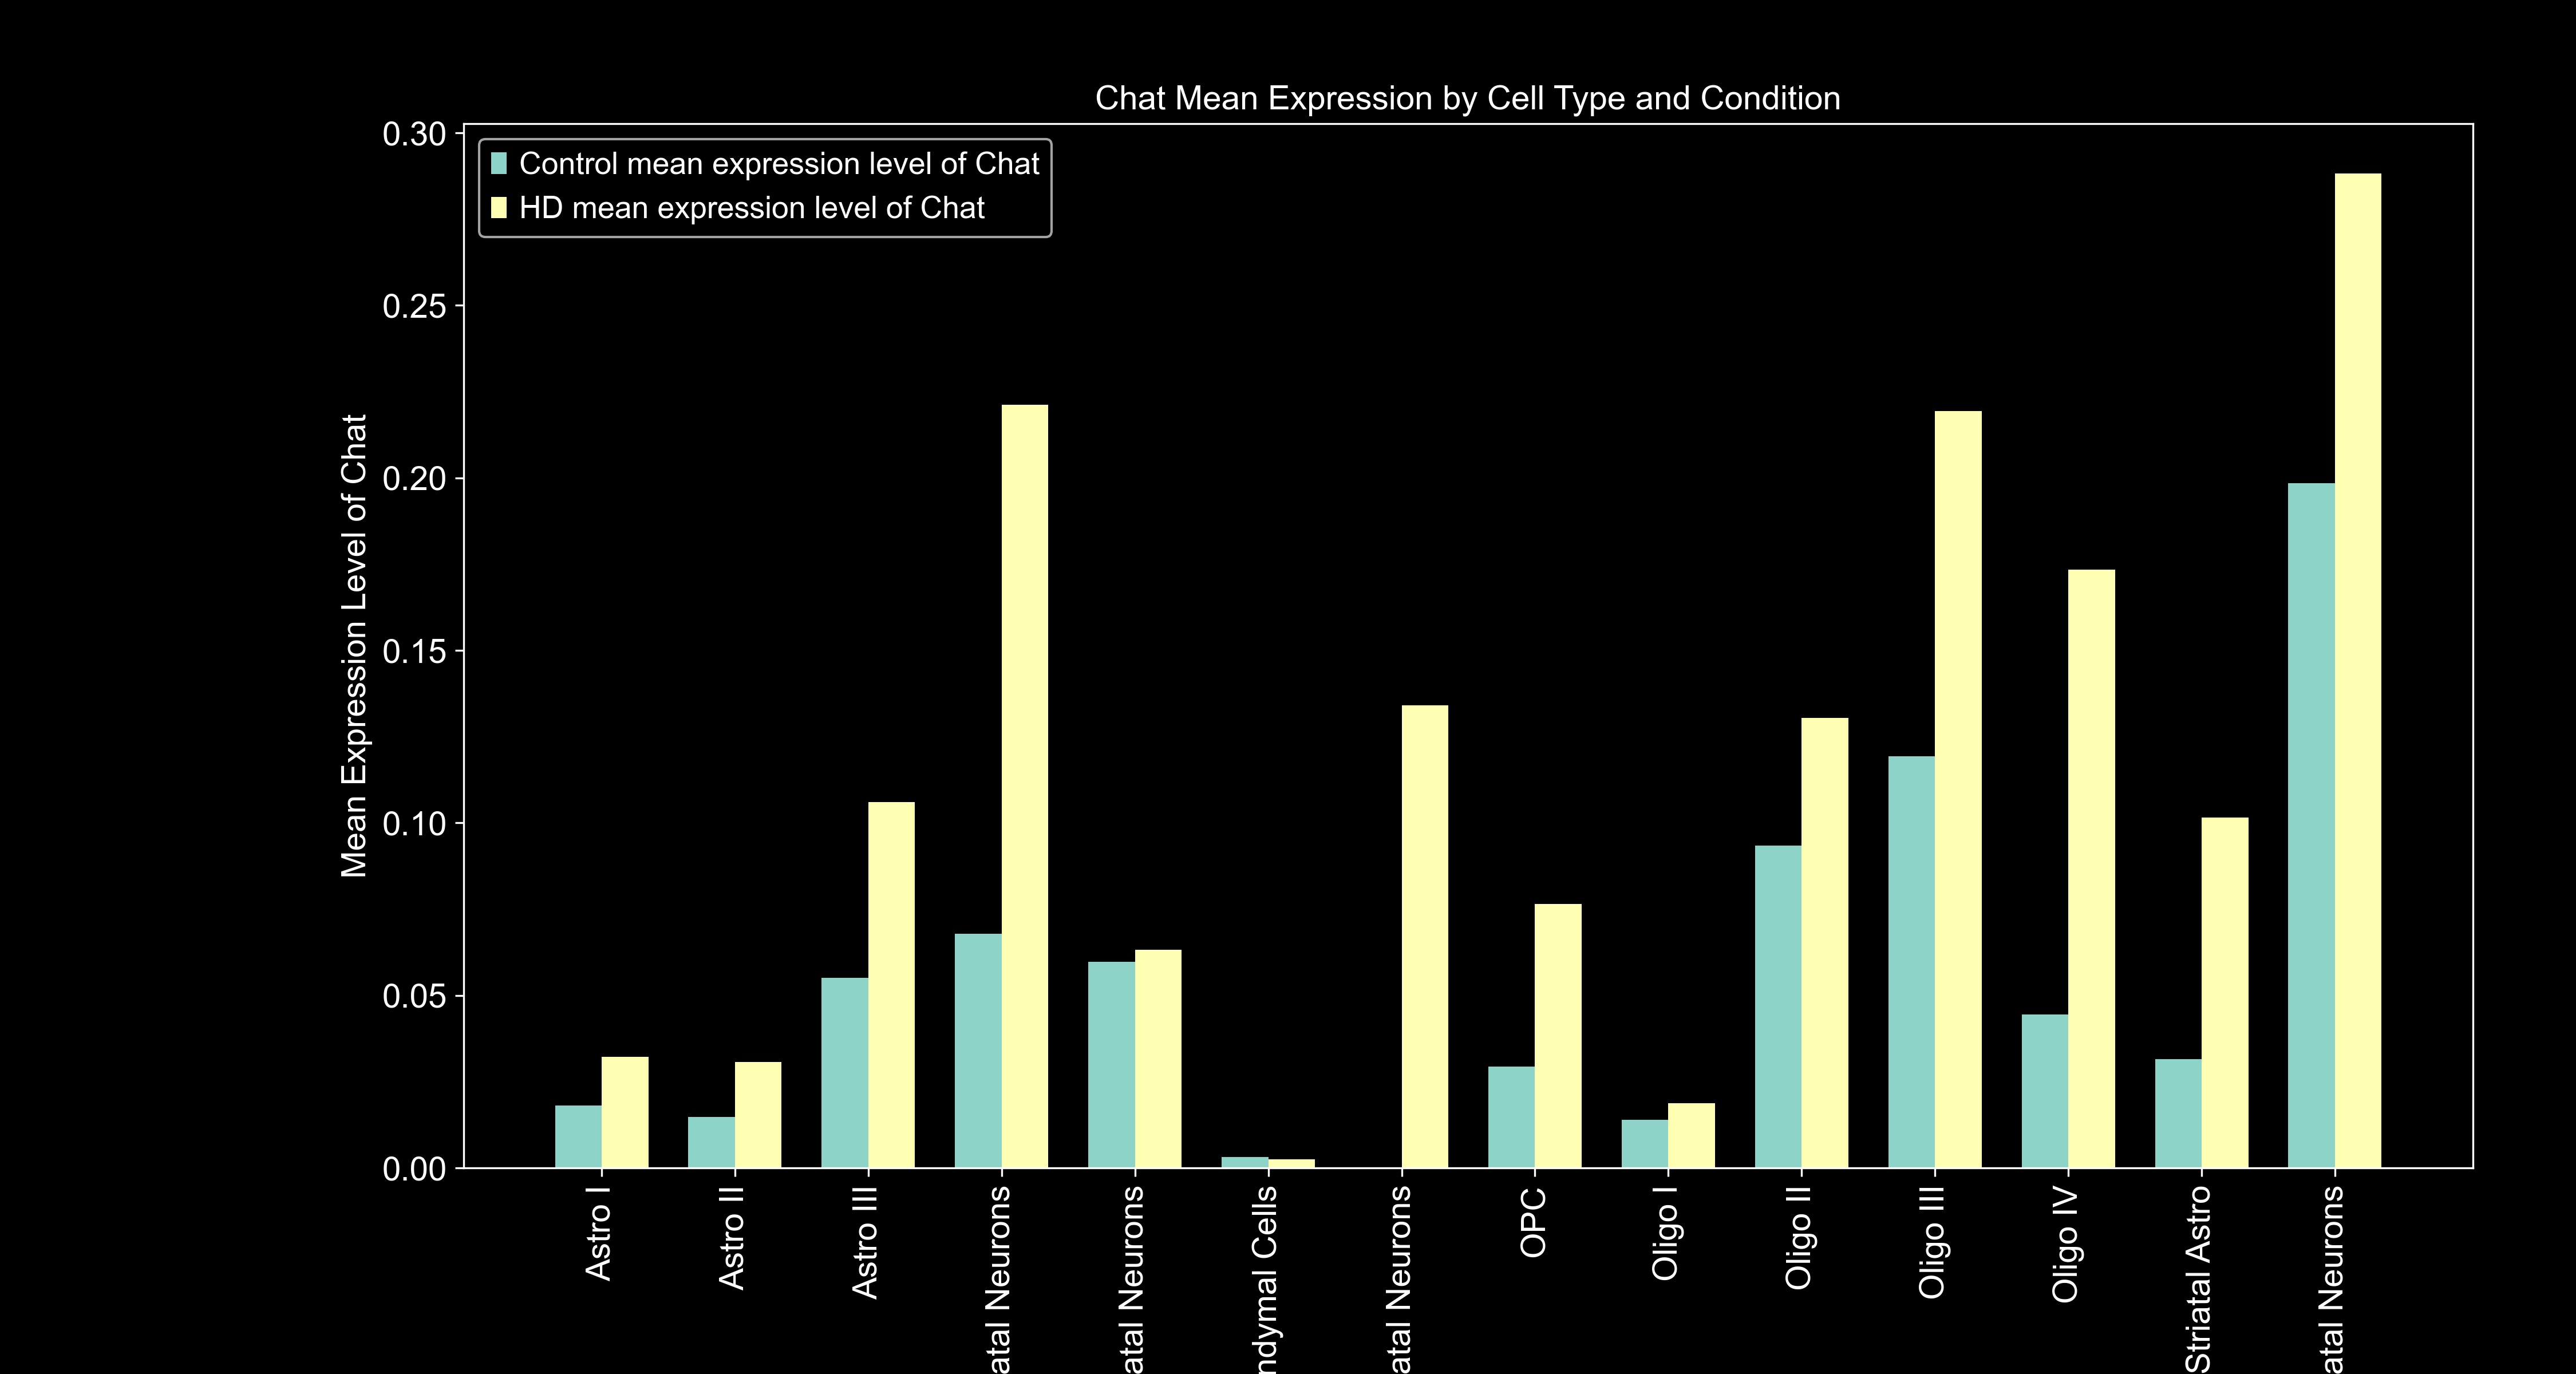 Chat Mean Expression by Cell Type and Condition
Control mean expression level of Chat
HD mean expression level of Chat
Mean Expression Level of Chat
0.30
0.25
0.20
0.15
0.10
0.05
0.00
Astro I
Astro II
Astro III
atal Neurons
atal Neurons
ndymal Cells
atal Neurons
OPC
Oligo I
Oligo II
Oligo III
Oligo IV
Striatal Astro
atal Neurons